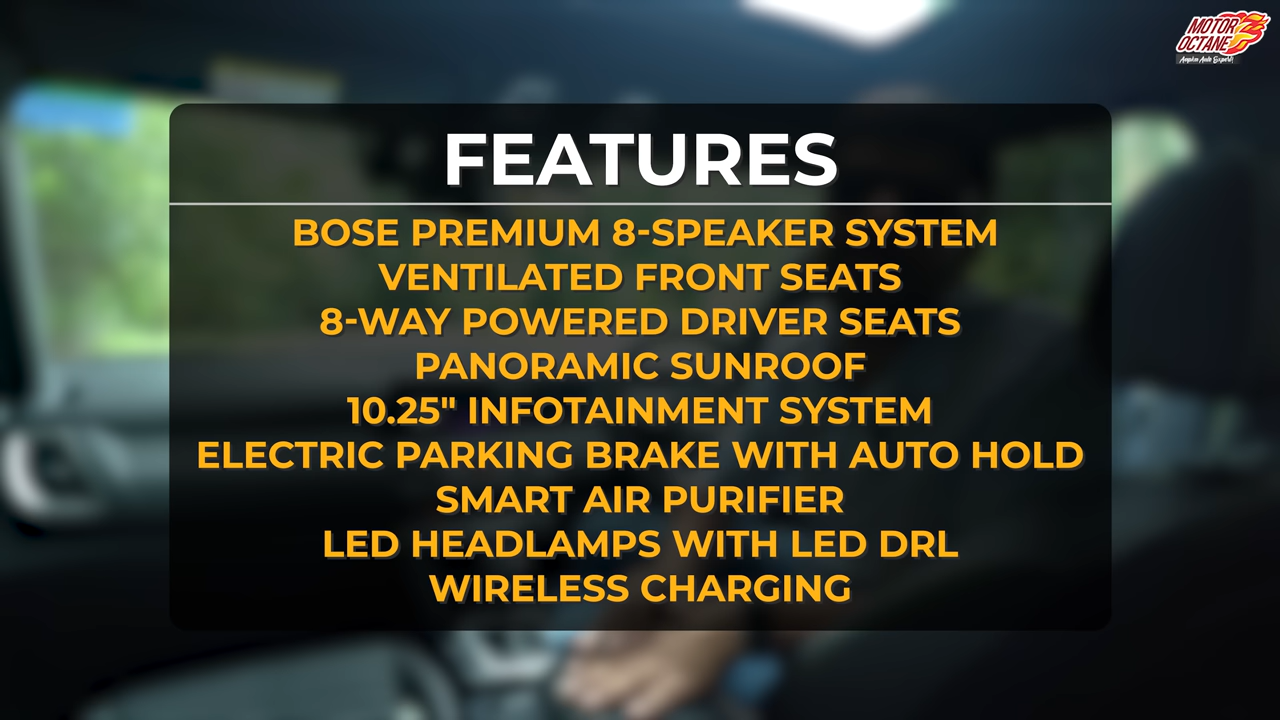 MOTOR
OCTANE
FEATURES
BOSE PREMIUM 8-SPEAKER SYSTEM
VENTILATED FRONT SEATS
8-WAY POWERED DRIVER SEATS
PANORAMIC SUNROOF
10.25" INFOTAINMENT SYSTEM
ELECTRIC PARKING BRAKE WITH AUTO HOLD
SMART AIR PURIFIER
LED HEADLAMPS WITH LED DRL
WIRELESS CHARGING